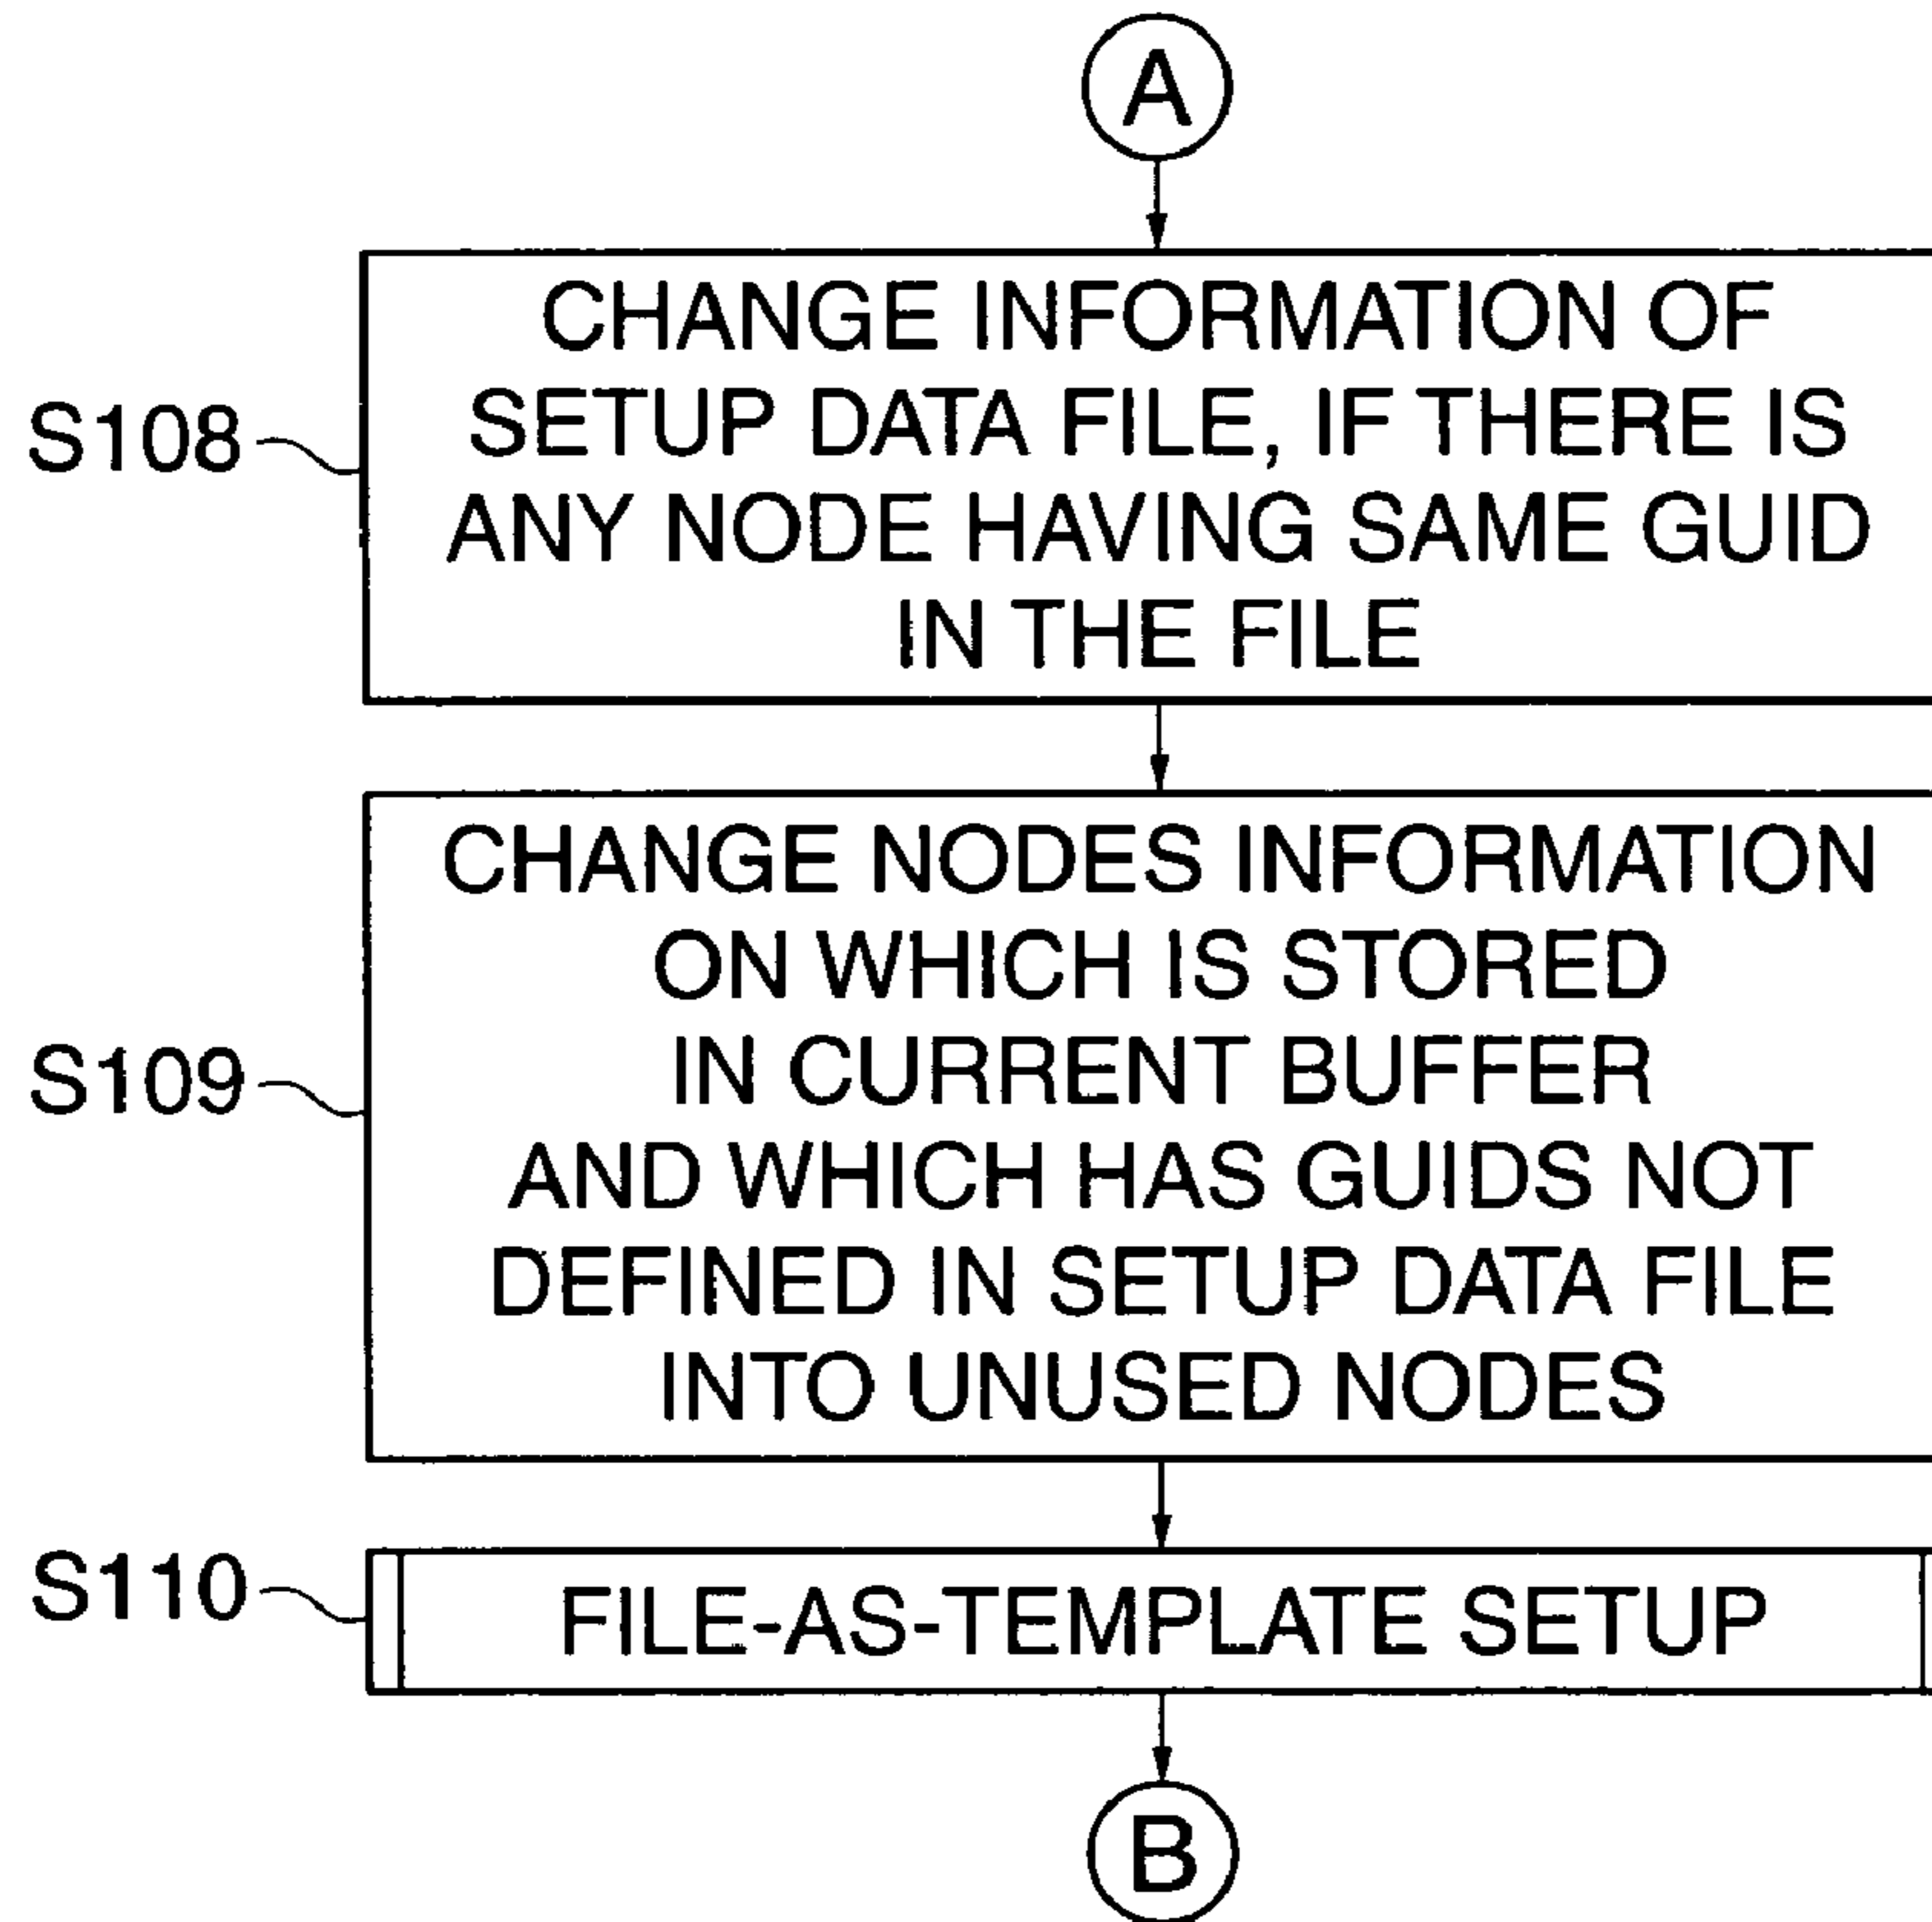 A
S108
CHANGE INFORMATION OF
SETUP DATA FILE, IF THERE IS
ANY NODE HAVING SAME GUID
IN THE FILE
S109
CHANGE NODES INFORMATION
ON WHICH IS STORED
IN CURRENT BUFFER
AND WHICH HAS GUIDS NOT
DEFINED IN SETUP DATA FILE
INTO UNUSED NODES
S110
FILE-AS-TEMPLATE SETUP
B